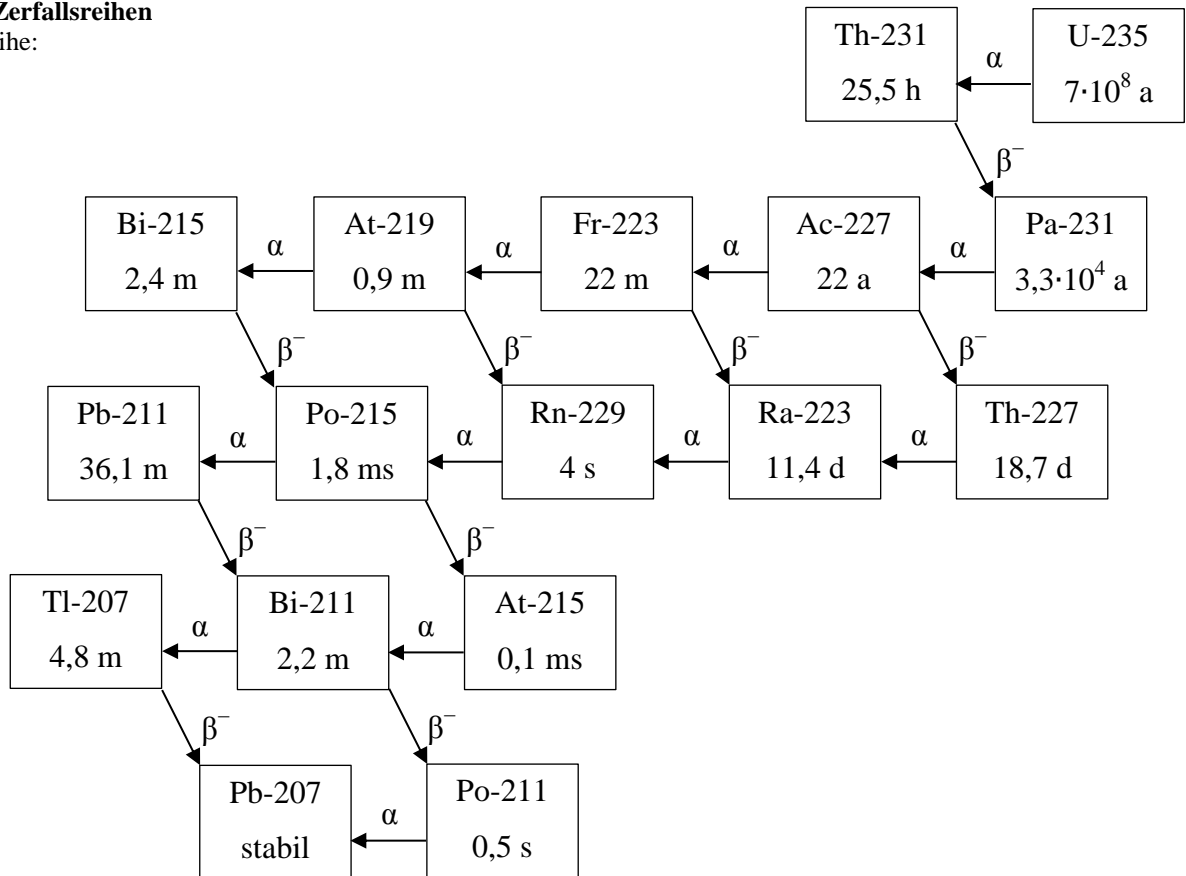 Zerfallsreihen
ihe:
Th-231
25,5 h
α
U-235
7·10⁸ a
β⁻
Bi-215
2,4 m
α
At-219
0,9 m
α
Fr-223
22 m
α
Ac-227
22 a
α
Pa-231
3,3·10⁴ a
β⁻
β⁻
β⁻
β⁻
Pb-211
36,1 m
α
Po-215
1,8 ms
α
Rn-229
4 s
α
Ra-223
11,4 d
α
Th-227
18,7 d
β⁻
β⁻
Tl-207
4,8 m
α
Bi-211
2,2 m
α
At-215
0,1 ms
β⁻
β⁻
Pb-207
stabil
α
Po-211
0,5 s